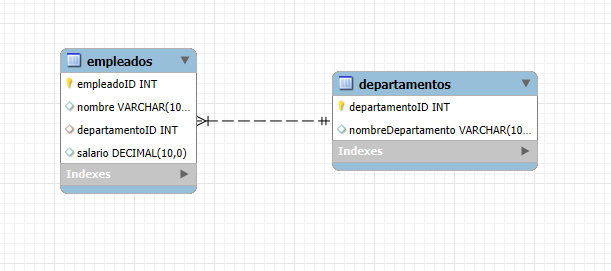 empleados
empleadoID INT
nombre VARCHAR(10...
departamentoID INT
salario DECIMAL(10,0)
Indexes
departamentos
departamentoID INT
nombreDepartamento VARCHAR(10...
Indexes